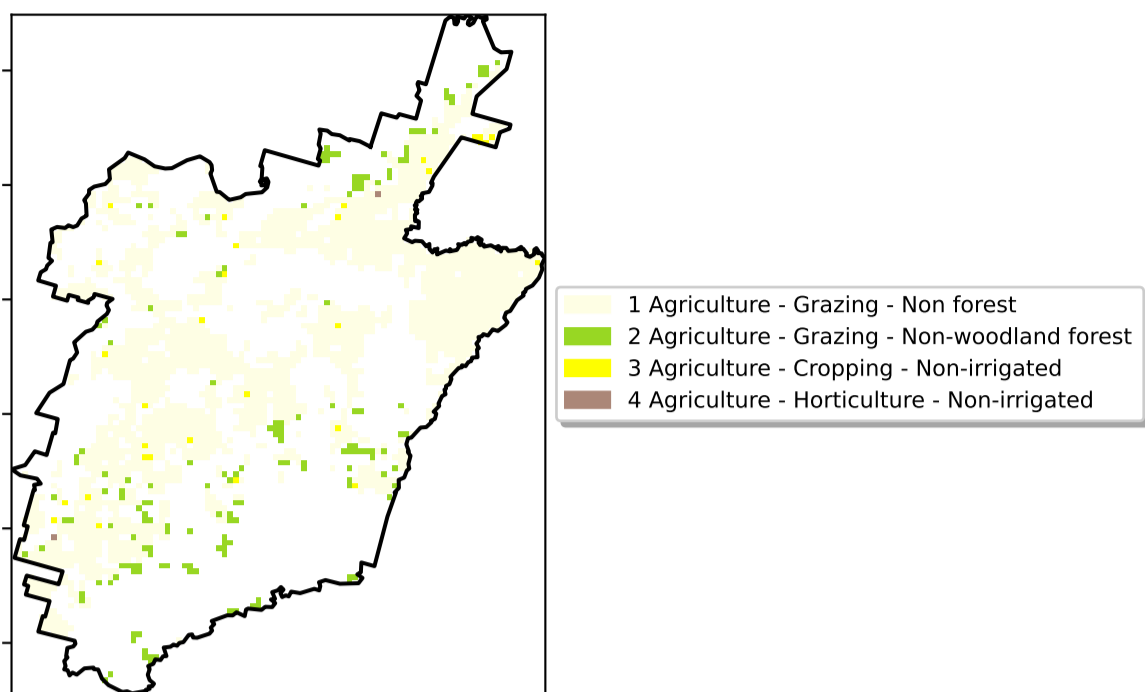 1 Agriculture - Grazing - Non forest
2 Agriculture - Grazing - Non-woodland forest
3 Agriculture - Cropping - Non-irrigated
4 Agriculture - Horticulture - Non-irrigated